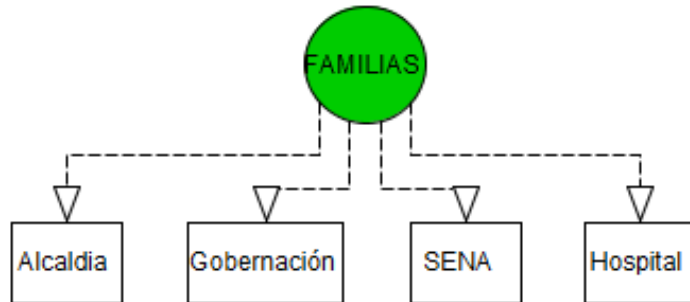 FAMILIAS
Alcaldia
Gobernación
SENA
Hospital